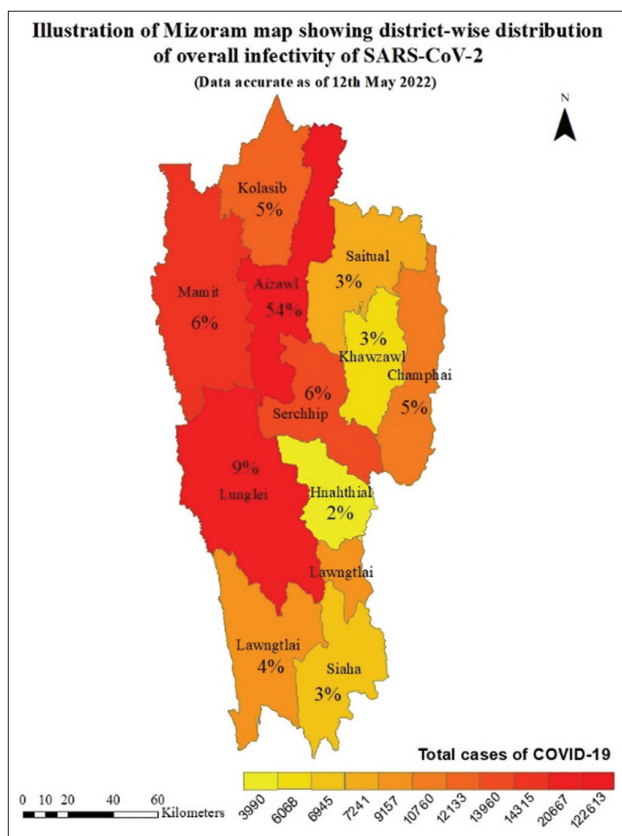 Illustration of Mizoram map showing district-wise distribution
of overall infectivity of SARS-CoV-2
(Data accurate as of 12th May 2022)
N
Kolasib
5%
Saitual
3%
Aizawl
54%
Mamit
6%
3%
Khawzawl
Champhai
5%
6%
Serchhip
9%
Lunglei
Hnahthial
2%
Lawngtlai
Lawngtlai
4%
Siaha
3%
Total cases of COVID-19
3990 6068 6945 7241 9157 10760 12133 13960 14315 20667 122613
0 10 20 40 60
Kilometers